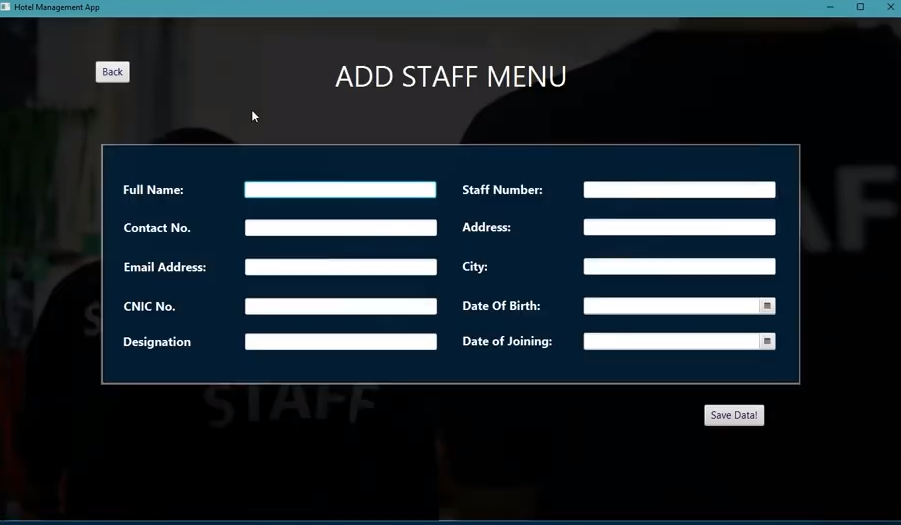 Hotel Management App
Back
ADD STAFF MENU
Full Name:
Staff Number:
Contact No.
Address:
Email Address:
City:
CNIC No.
Date Of Birth:
Designation
Date of Joining:
STAFF
Save Data!